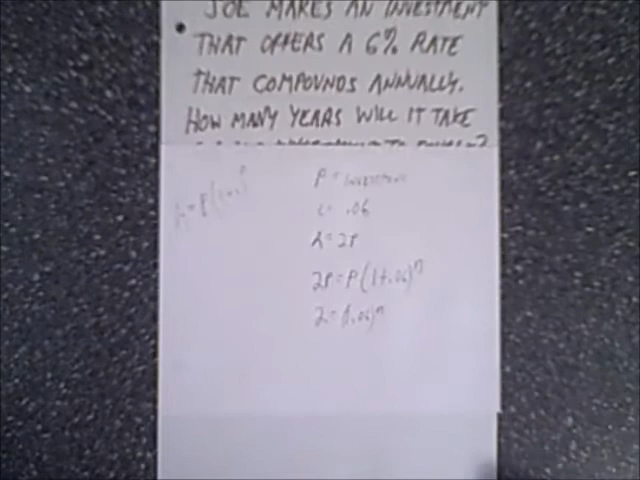 JOE MAKES AN INVESTMENT
THAT OFFERS A 6% RATE
THAT COMPOUNDS ANNUALLY.
HOW MANY YEARS WILL IT TAKE
P = INVESTMENT
i = .06
A = 2P
2P = P(1+.06)^n
2 = (1.06)^n